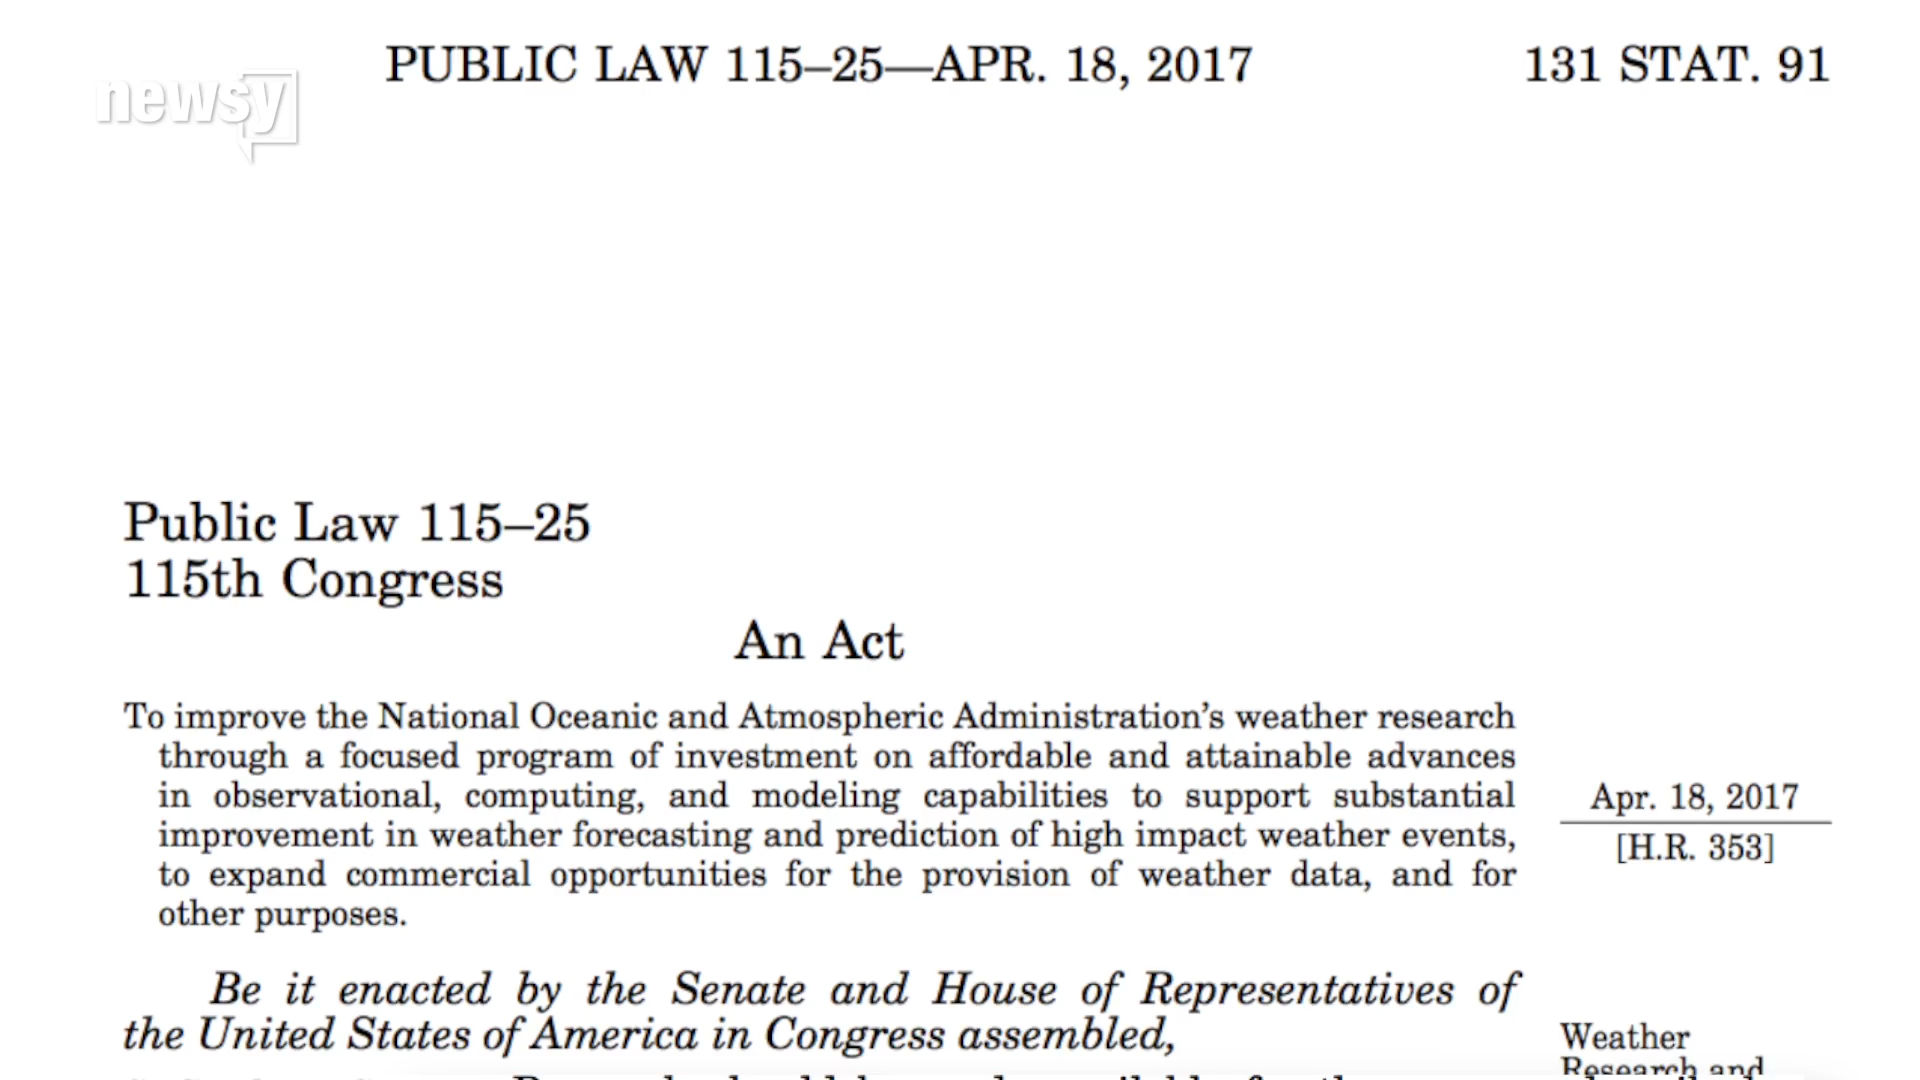 PUBLIC LAW 115–25—APR. 18, 2017 131 STAT. 91
newsy
Public Law 115–25
115th Congress
An Act
To improve the National Oceanic and Atmospheric Administration’s weather research
through a focused program of investment on affordable and attainable advances
in observational, computing, and modeling capabilities to support substantial
improvement in weather forecasting and prediction of high impact weather events,
to expand commercial opportunities for the provision of weather data, and for
other purposes.
Apr. 18, 2017
[H.R. 353]
Be it enacted by the Senate and House of Representatives of
the United States of America in Congress assembled,
Weather
Research and